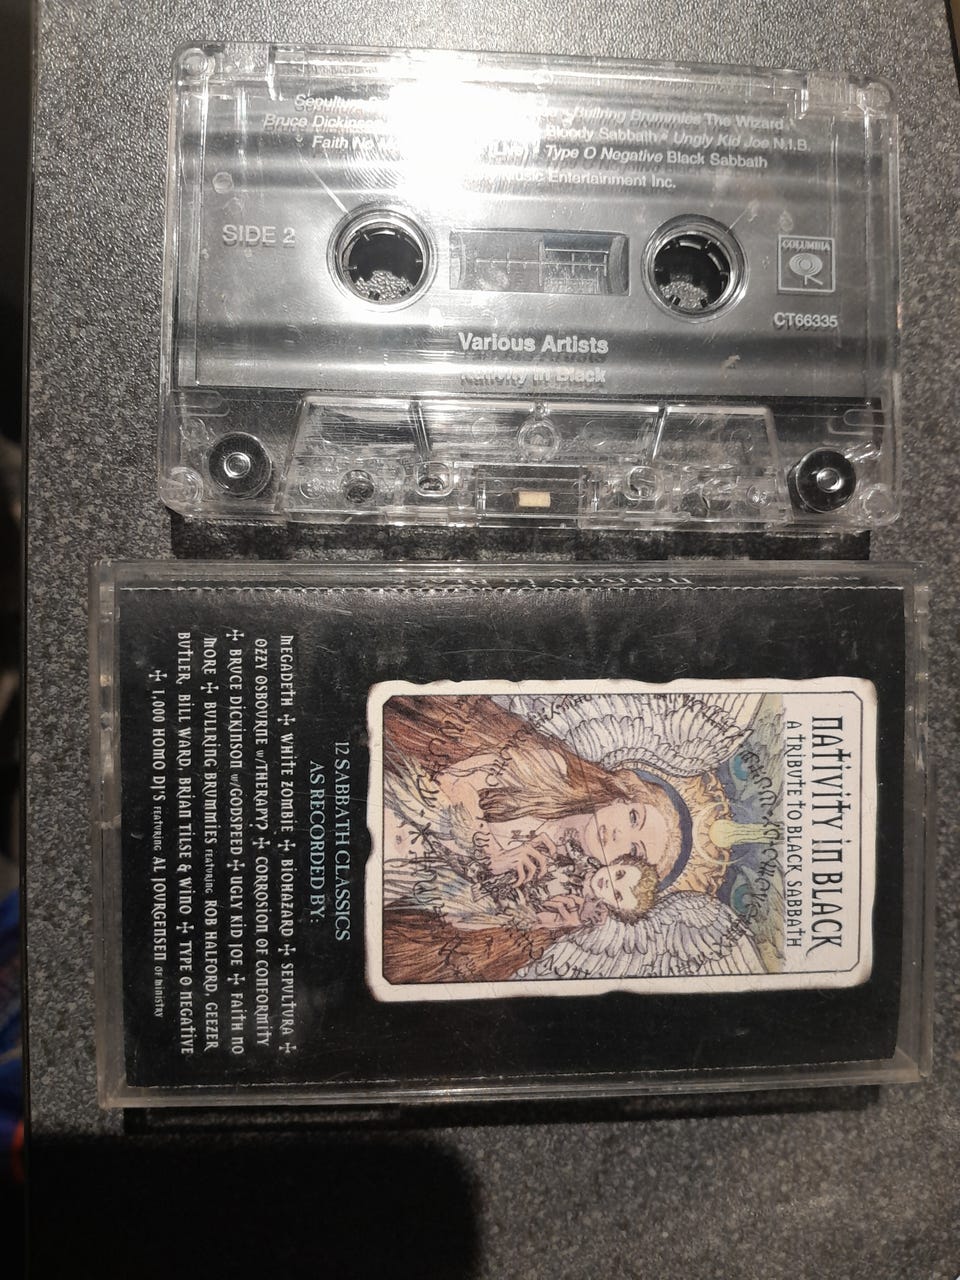 Sepultura
Bullring Brummies The Wizard
Bruce Dickinson
Bloody Sabbath • Ungly Kid Joe N.I.B.
Faith No
Type O Negative Black Sabbath
Music Entertainment Inc.
SIDE 2
COLUMBIA
CT66335
Various Artists
Nativity in Black
NATIVITY IN BLACK
A TRIBUTE TO BLACK SABBATH
12 SABBATH CLASSICS
AS RECORDED BY:
MEGADETH ✢ WHITE ZOMBIE ✢ BIOHAZARD ✢ SEPULTURA ✢
OZZY OSBOURNE w/THERAPY? ✢ CORROSION OF CONFORMITY
✢ BRUCE DICKINSON w/GODSPEED ✢ UGLY KID JOE ✢ FAITH NO
MORE ✢ BULLRING BRUMMIES FEATURING ROB HALFORD, GEEZER
BUTLER, BILL WARD, BRIAN TILSE & WINO ✢ TYPE O NEGATIVE
✢ 1,000 HOMO DJ'S FEATURING AL JOURGENSEN OF MINISTRY